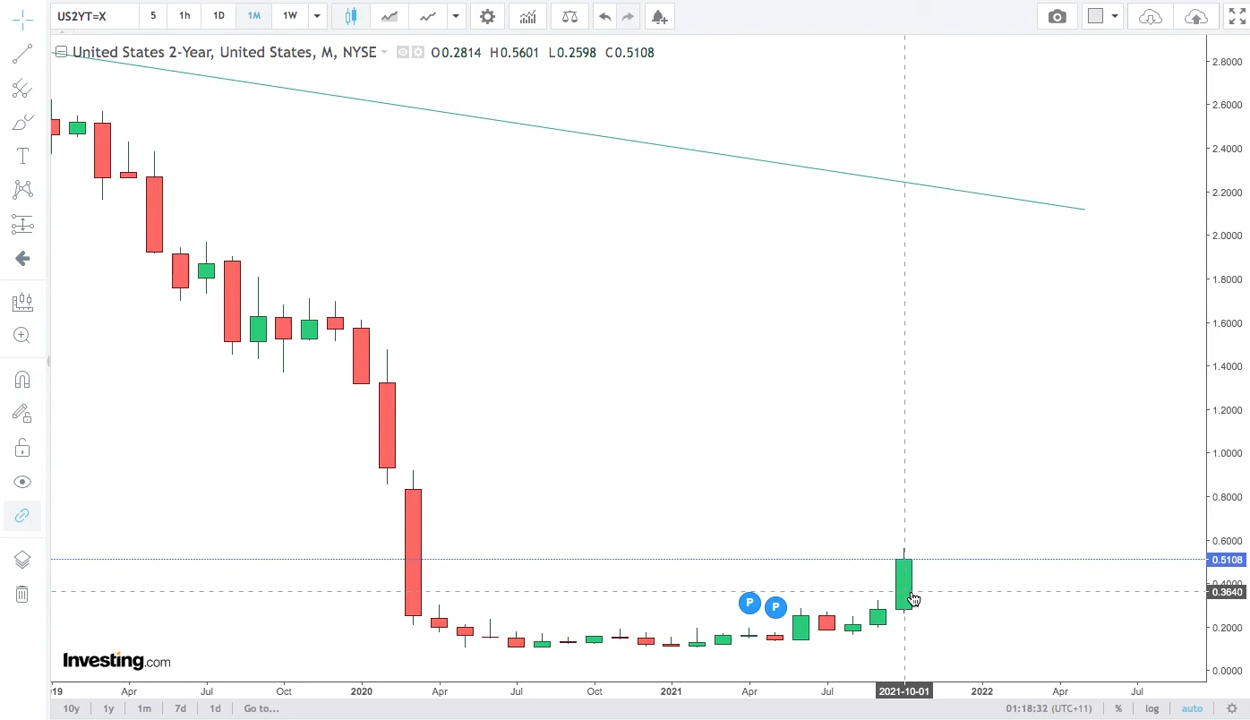 US2YT=X 5 1h 1D 1M 1W
United States 2-Year, United States, M, NYSE O0.2814 H0.5601 L0.2598 C0.5108
2.8000
2.6000
2.4000
2.2000
2.0000
1.8000
1.6000
1.4000
1.2000
1.0000
0.8000
0.6000
0.5108
0.4000
0.3640
P P
0.2000
0.0000
Investing.com
19 Apr Jul Oct 2020 Apr Jul Oct 2021 Apr Jul 2021-10-01 2022 Apr Jul
10y 1y 1m 7d 1d Go to... 01:18:32 (UTC+11) % log auto